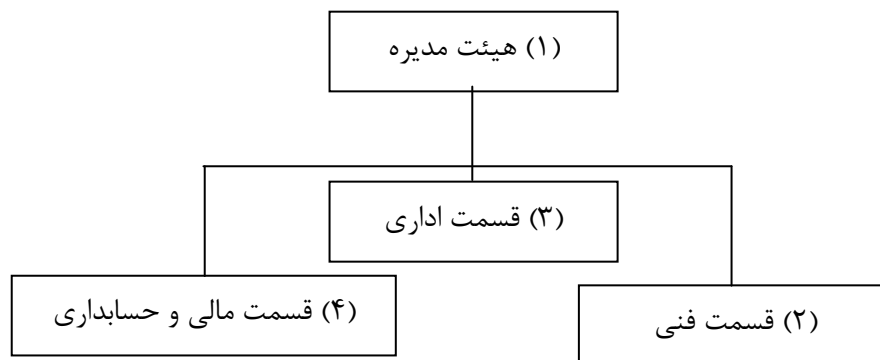 (۱) هیئت مدیره
(۳) قسمت اداری
(۲) قسمت فنی
(۴) قسمت مالی و حسابداری